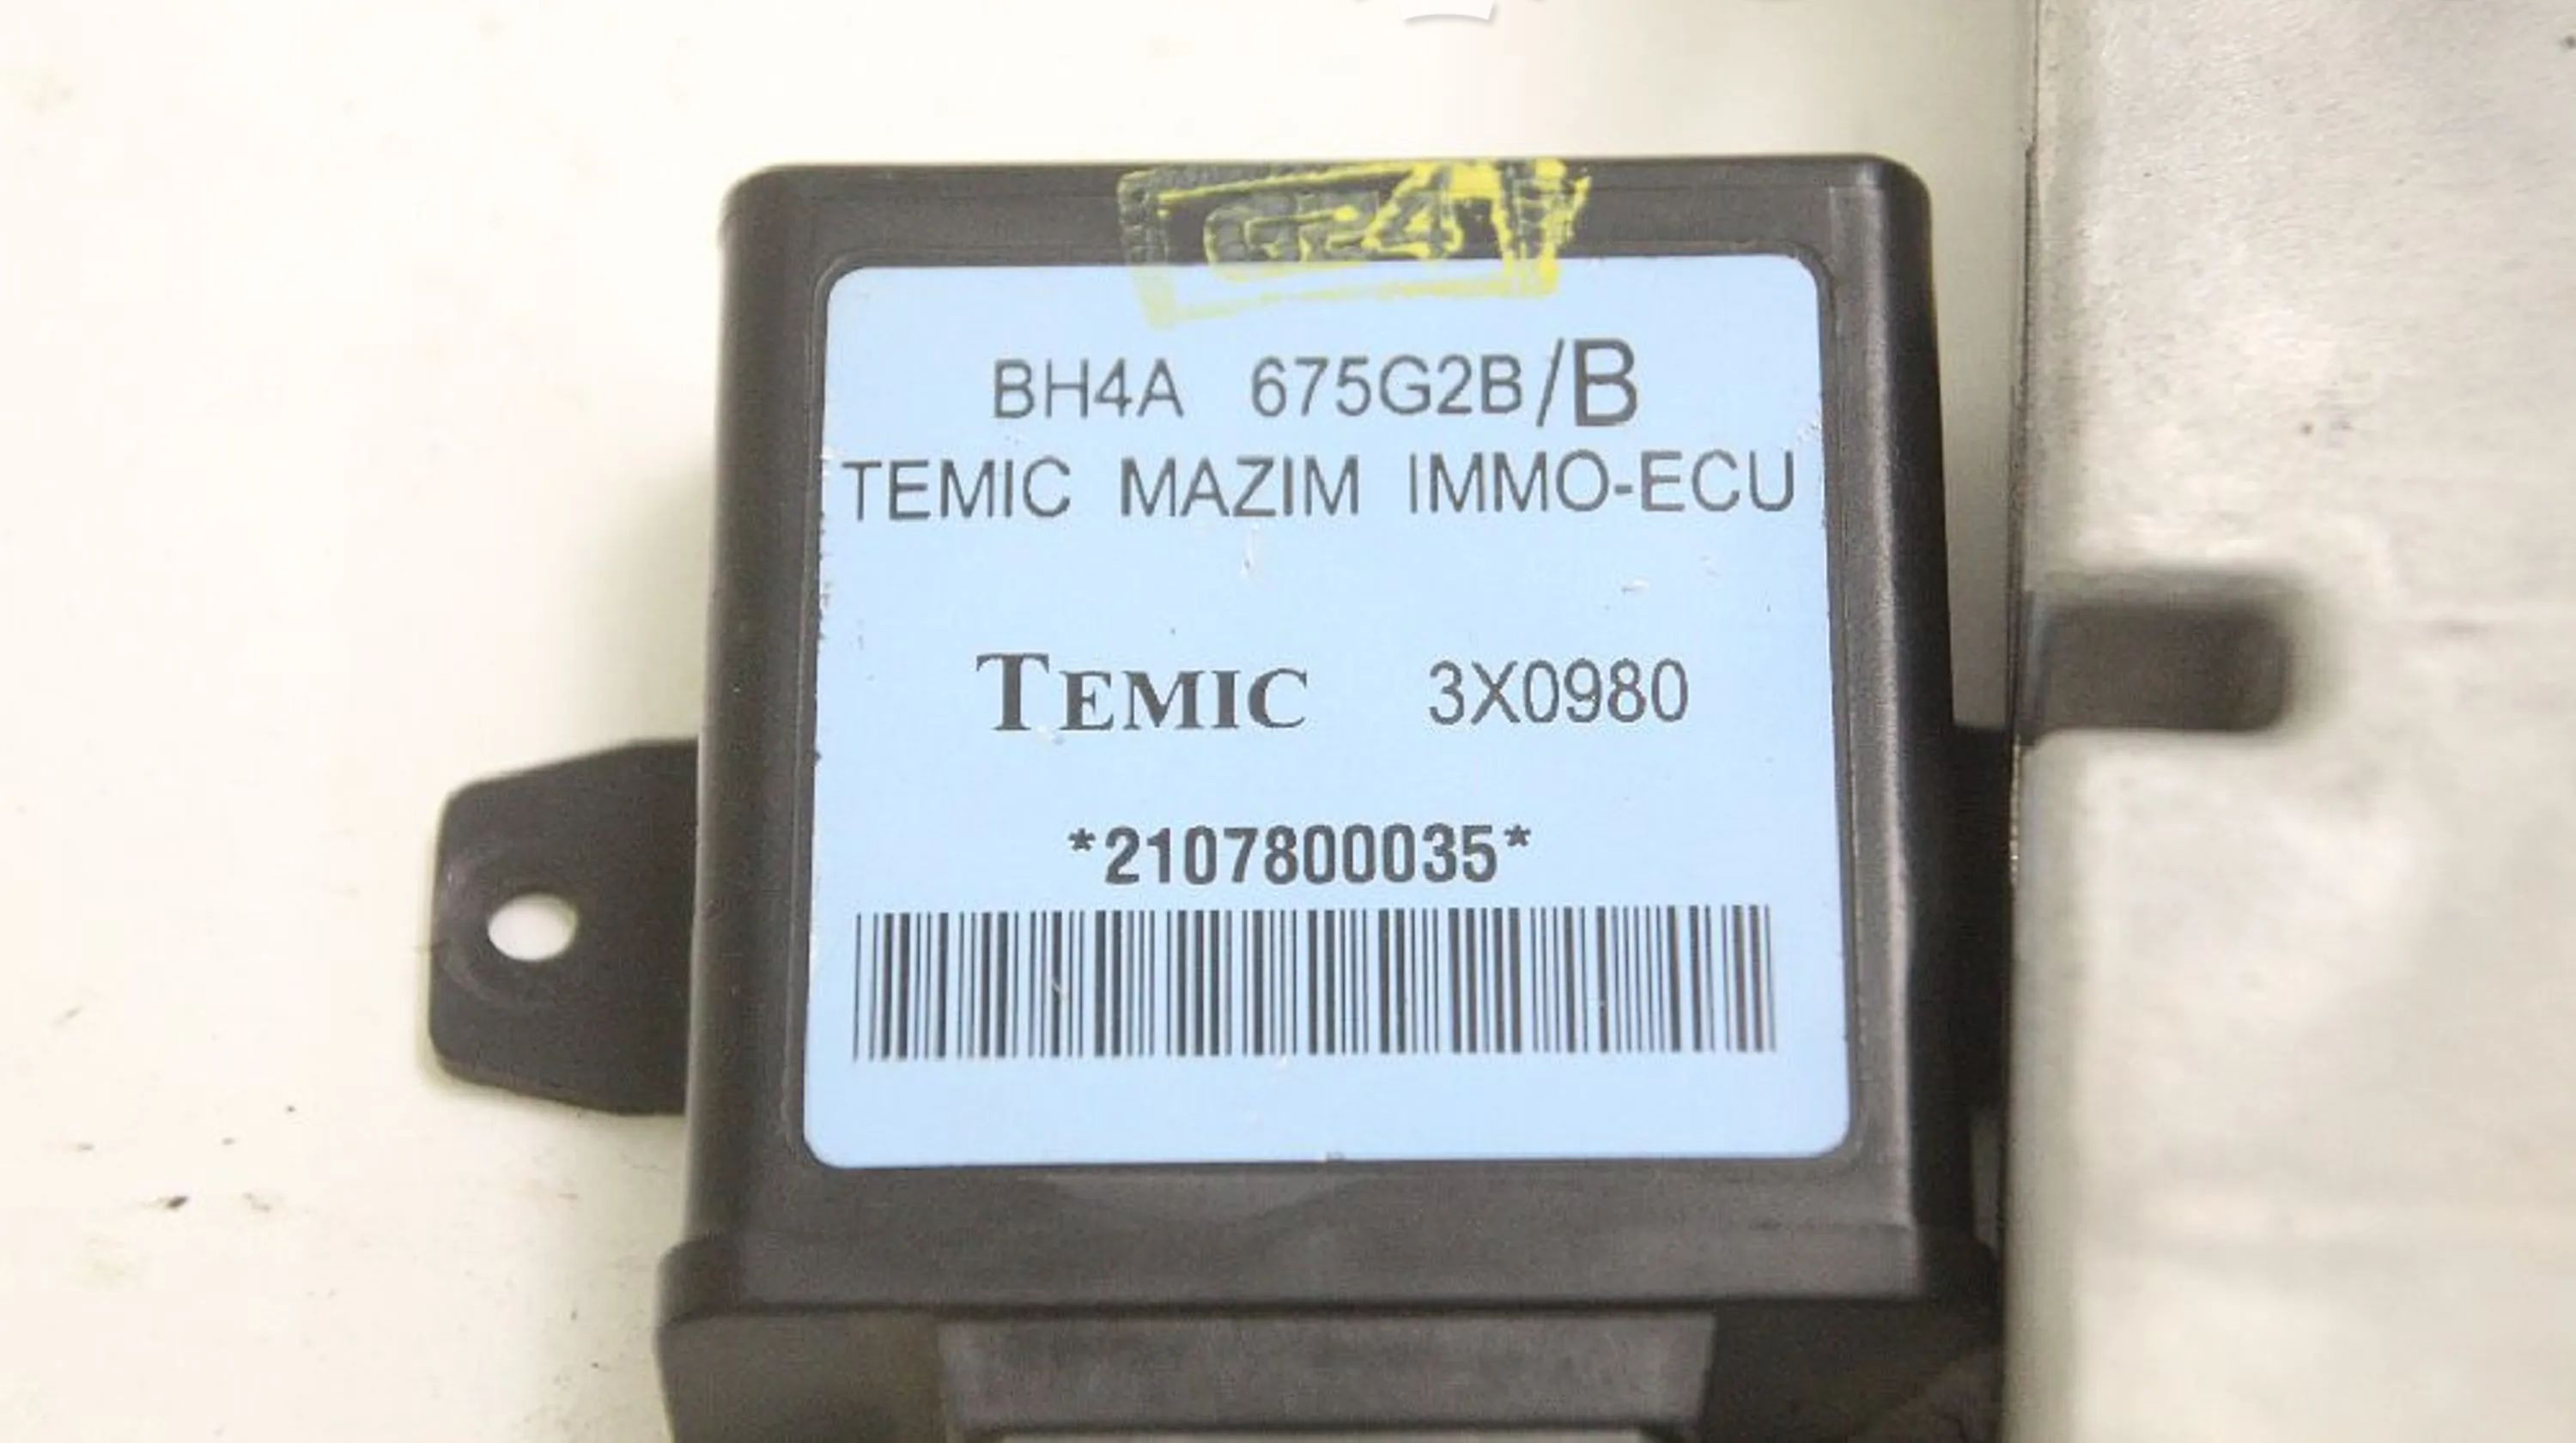 BH4A 675G2B/B
TEMIC MAZIM IMMO-ECU
TEMIC 3X0980
*2107800035*